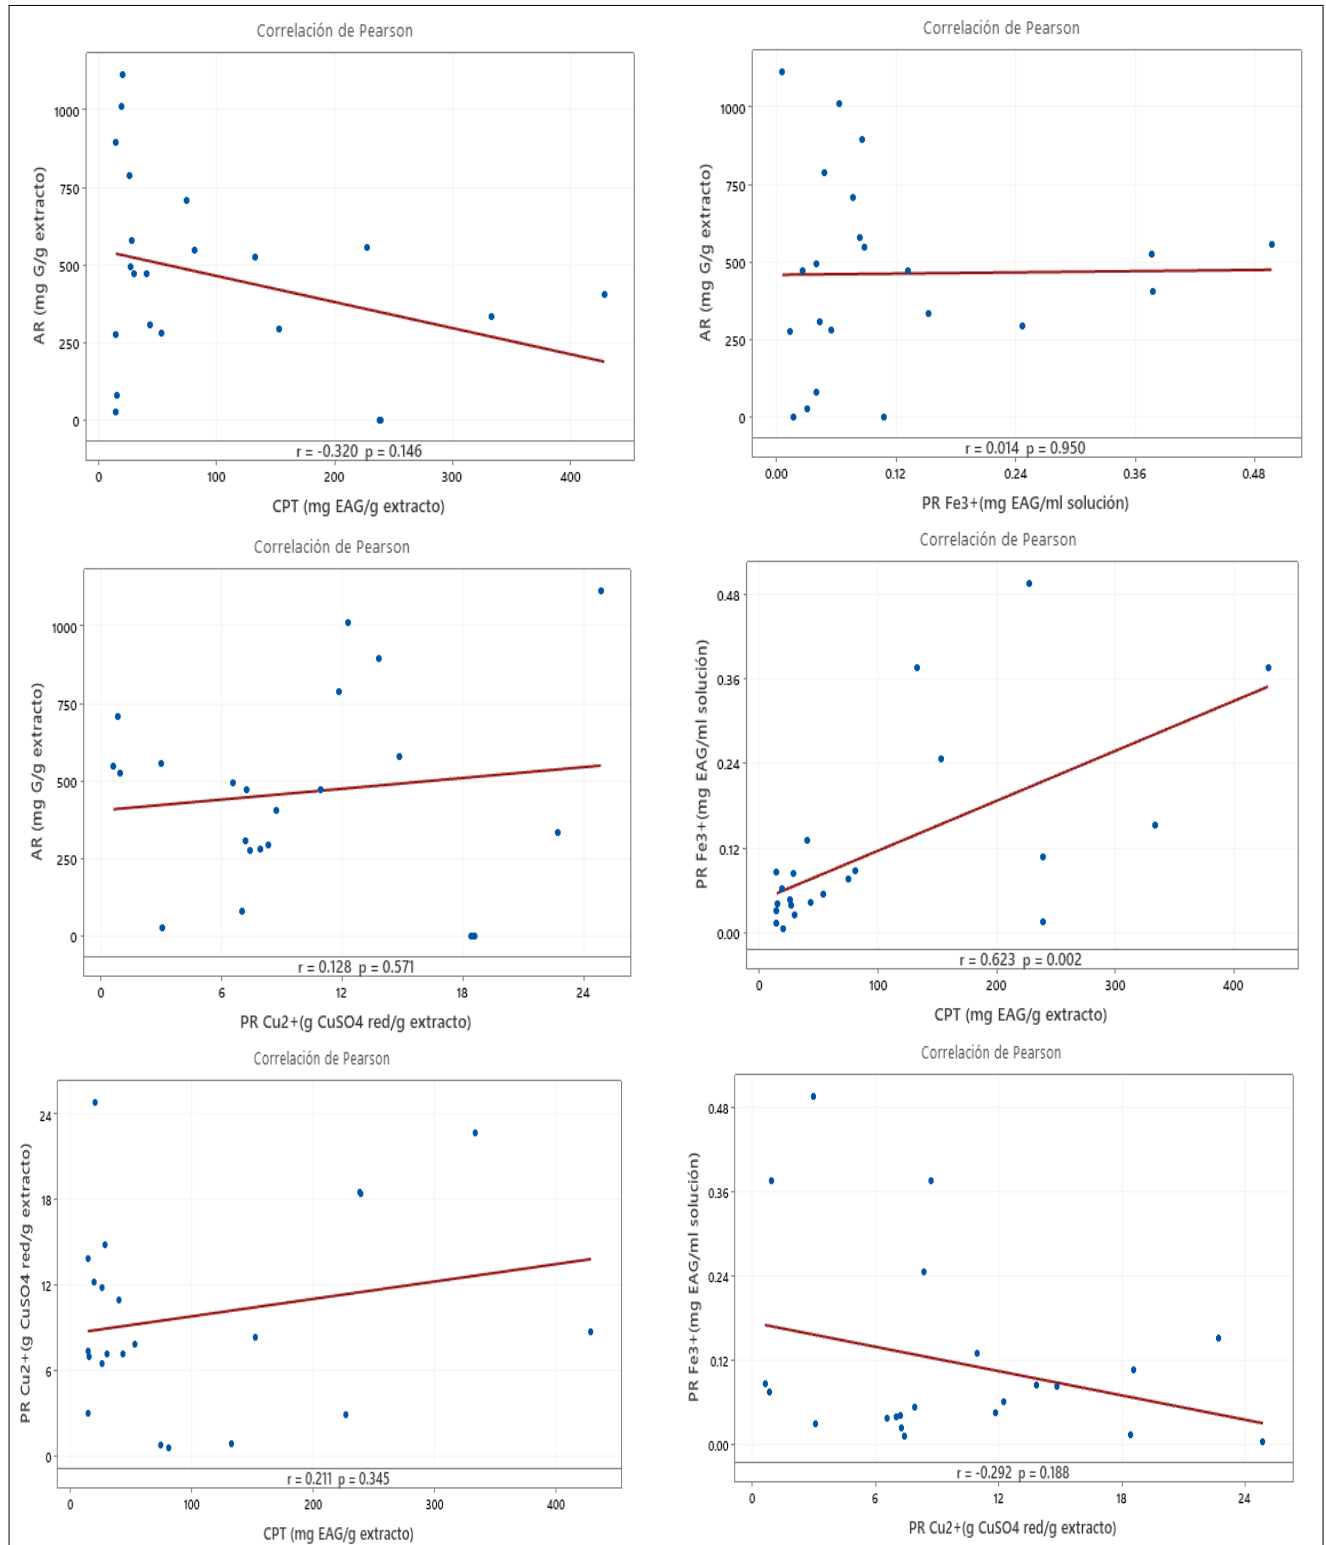 Correlación de Pearson
AR (mg G/g extracto)
1000
750
500
250
0
r = -0.320 p = 0.146
0 100 200 300 400
CPT (mg EAG/g extracto)
Correlación de Pearson
AR (mg G/g extracto)
1000
750
500
250
0
r = 0.014 p = 0.950
0.00 0.12 0.24 0.36 0.48
PR Fe3+(mg EAG/ml solución)
Correlación de Pearson
AR (mg G/g extracto)
1000
750
500
250
0
r = 0.128 p = 0.571
0 6 12 18 24
PR Cu2+(g CuSO4 red/g extracto)
Correlación de Pearson
PR Fe3+(mg EAG/ml solución)
0.48
0.36
0.24
0.12
0.00
r = 0.623 p = 0.002
0 100 200 300 400
CPT (mg EAG/g extracto)
Correlación de Pearson
PR Cu2+(g CuSO4 red/g extracto)
24
18
12
6
0
r = 0.211 p = 0.345
0 100 200 300 400
CPT (mg EAG/g extracto)
Correlación de Pearson
PR Fe3+(mg EAG/ml solución)
0.48
0.36
0.24
0.12
0.00
r = -0.292 p = 0.188
0 6 12 18 24
PR Cu2+(g CuSO4 red/g extracto)